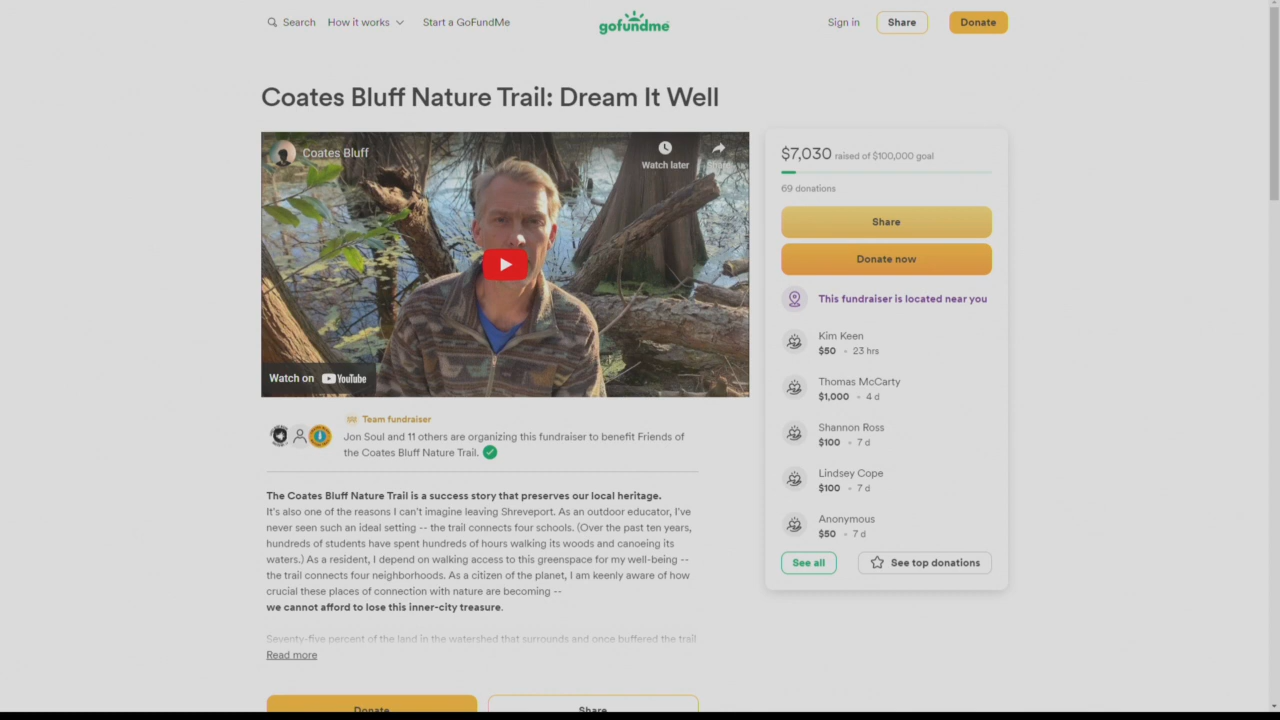 Search
How it works
Start a GoFundMe
gofundme
Sign in
Share
Donate
Coates Bluff Nature Trail: Dream It Well
Coates Bluff
Watch later
Share
Watch on YouTube
$7,030 raised of $100,000 goal
69 donations
Share
Donate now
This fundraiser is located near you
Kim Keen
$50 • 23 hrs
Thomas McCarty
$1,000 • 4 d
Shannon Ross
$100 • 7 d
Lindsey Cope
$100 • 7 d
Anonymous
$50 • 7 d
See all
See top donations
Team fundraiser
Jon Soul and 11 others are organizing this fundraiser to benefit Friends of
the Coates Bluff Nature Trail.
The Coates Bluff Nature Trail is a success story that preserves our local heritage.
It's also one of the reasons I can't imagine leaving Shreveport. As an outdoor educator, I've
never seen such an ideal setting -- the trail connects four schools. (Over the past ten years,
hundreds of students have spent hundreds of hours walking its woods and canoeing its
waters.) As a resident, I depend on walking access to this greenspace for my well-being --
the trail connects four neighborhoods. As a citizen of the planet, I am keenly aware of how
crucial these places of connection with nature are becoming --
we cannot afford to lose this inner-city treasure.
Seventy-five percent of the land in the watershed that surrounds and once buffered the trail
Read more
Donate
Share